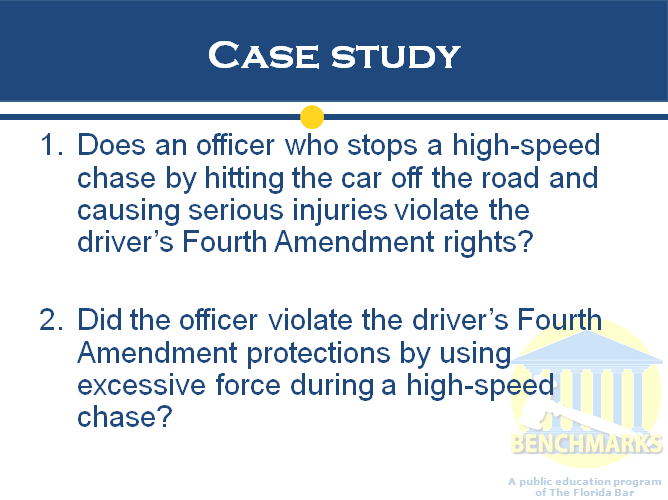 CASE STUDY
1. Does an officer who stops a high-speed
chase by hitting the car off the road and
causing serious injuries violate the
driver’s Fourth Amendment rights?
2. Did the officer violate the driver’s Fourth
Amendment protections by using
excessive force during a high-speed
chase?
BENCHMARKS
A public education program
of The Florida Bar